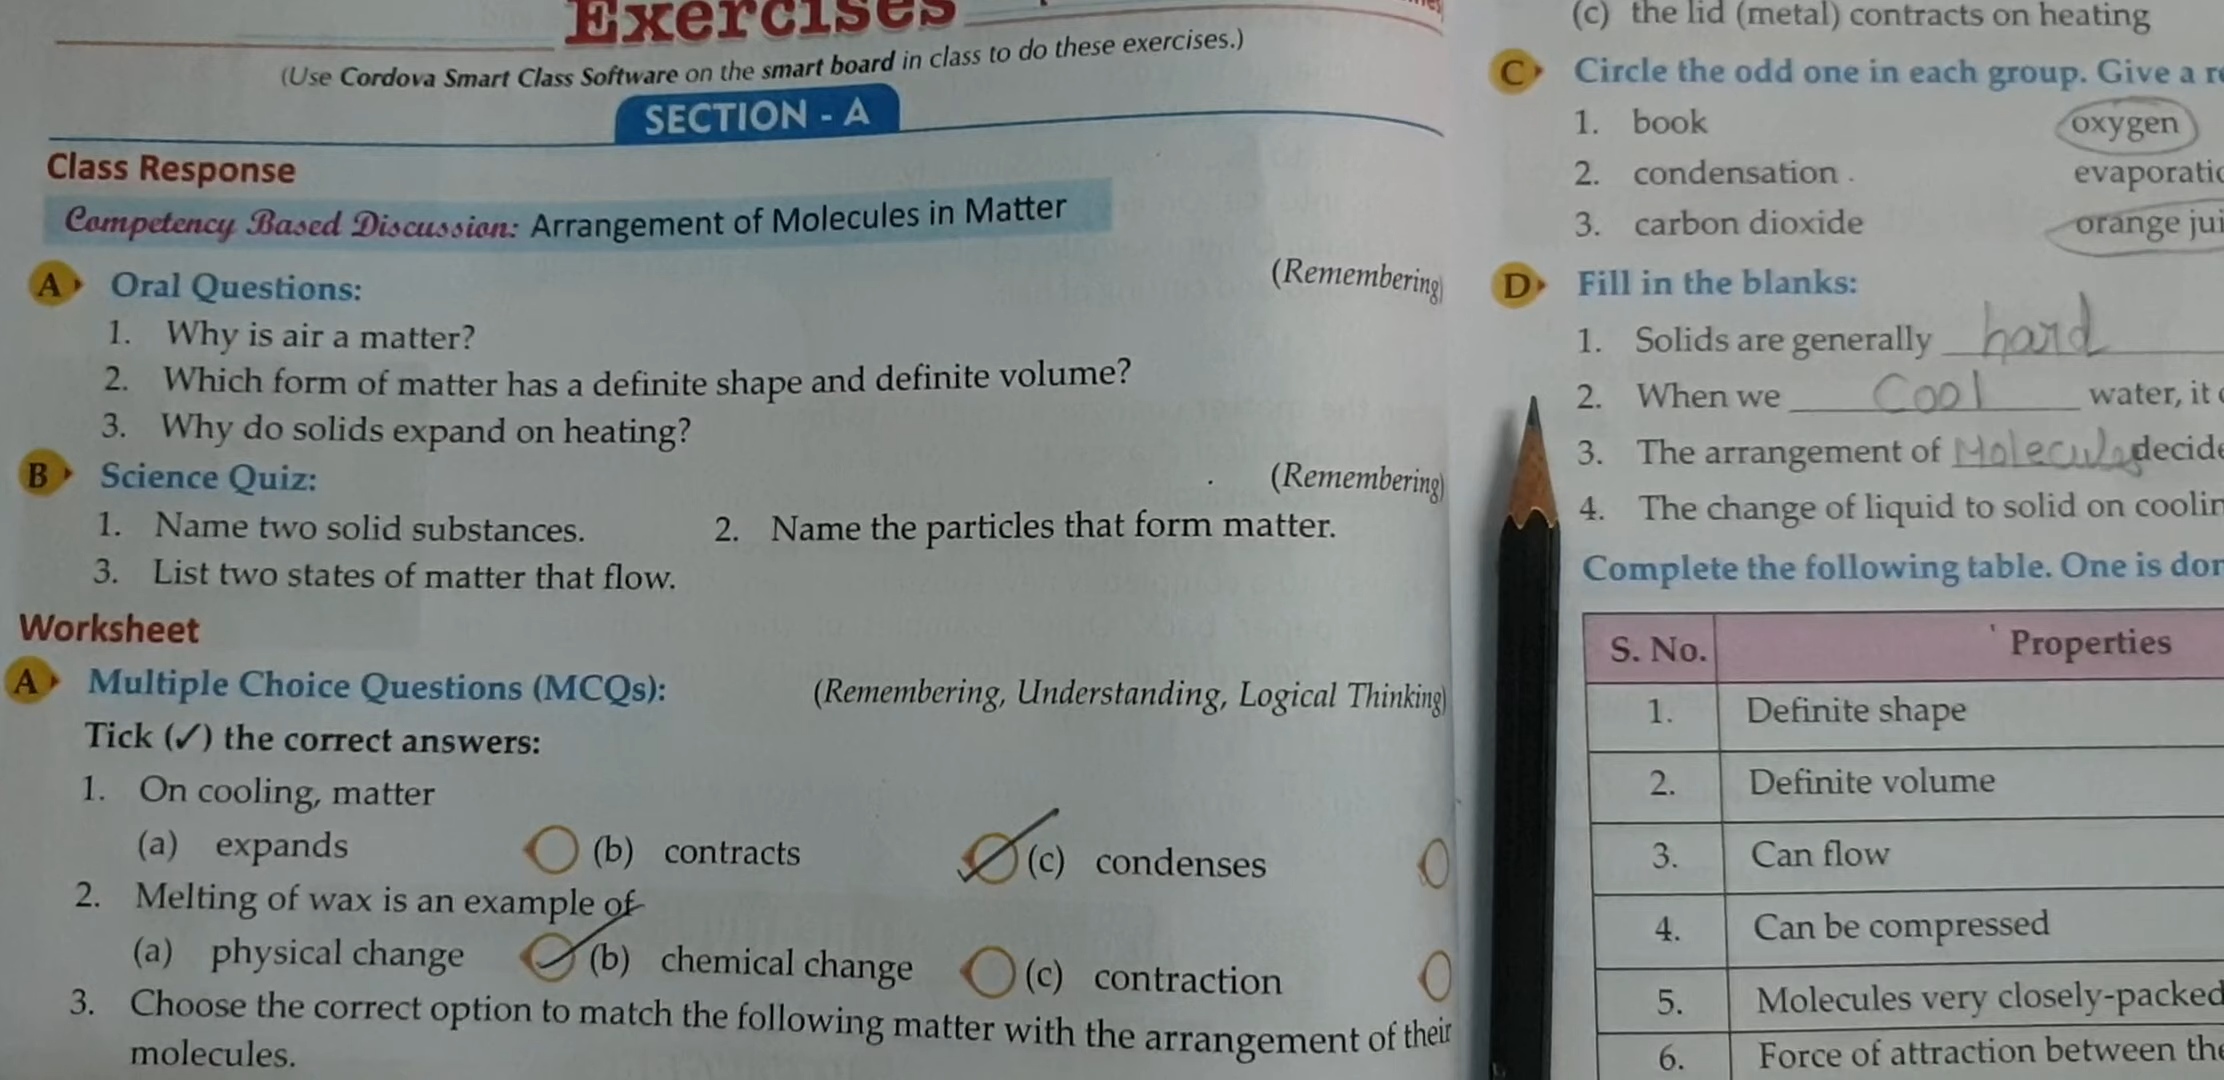 Exercises
(Use Cordova Smart Class Software on the smart board in class to do these exercises.)
SECTION - A
Class Response
Competency Based Discussion: Arrangement of Molecules in Matter
A Oral Questions: (Remembering)
1. Why is air a matter?
2. Which form of matter has a definite shape and definite volume?
3. Why do solids expand on heating?
B Science Quiz: (Remembering)
1. Name two solid substances. 2. Name the particles that form matter.
3. List two states of matter that flow.
Worksheet
A Multiple Choice Questions (MCQs): (Remembering, Understanding, Logical Thinking)
Tick (✓) the correct answers:
1. On cooling, matter
(a) expands (b) contracts (c) condenses
2. Melting of wax is an example of
(a) physical change (b) chemical change (c) contraction
3. Choose the correct option to match the following matter with the arrangement of their
molecules.
(c) the lid (metal) contracts on heating
C Circle the odd one in each group. Give a
1. book oxygen
2. condensation
3. carbon dioxide orange
D Fill in the blanks:
1. Solids are generally hard
2. When we Cool water, it
3. The arrangement of Molecules
4. The change of liquid to solid on
Complete the following table. One is
S. No. Properties
1. Definite shape
2. Definite volume
3. Can flow
4. Can be compressed
5. Molecules very closely-packed
6. Force of attraction between